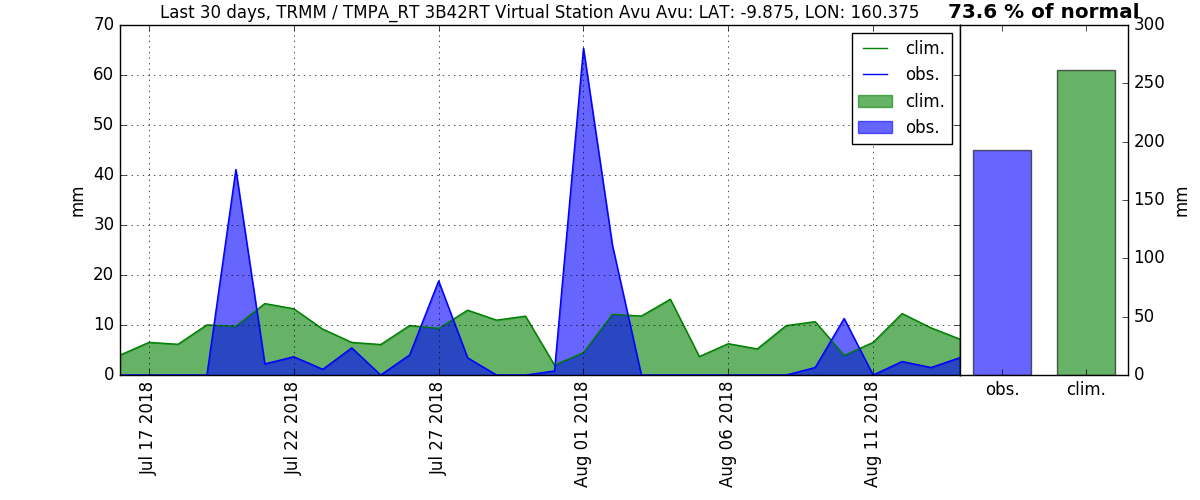 Last 30 days, TRMM / TMPA_RT 3B42RT Virtual Station Avu Avu: LAT: -9.875, LON: 160.375
73.6 % of normal
70
60
50
40
30
20
10
0
mm
clim.
obs.
clim.
obs.
Jul 17 2018
Jul 22 2018
Jul 27 2018
Aug 01 2018
Aug 06 2018
Aug 11 2018
300
250
200
150
100
50
0
mm
obs.
clim.